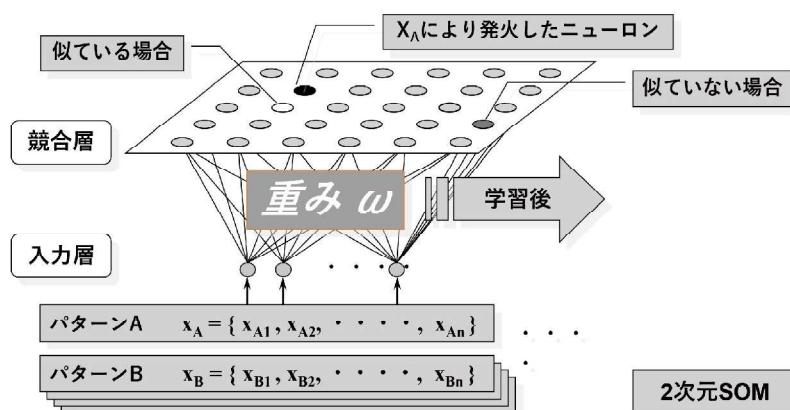 X_Aにより発火したニューロン
似ている場合
似ていない場合
競合層
重み ω
学習後
入力層
パターンA x_A = { x_A1 , x_A2, ・ ・ ・ ・ , x_An }
パターンB x_B = { x_B1 , x_B2, ・ ・ ・ ・ , x_Bn }
2次元SOM